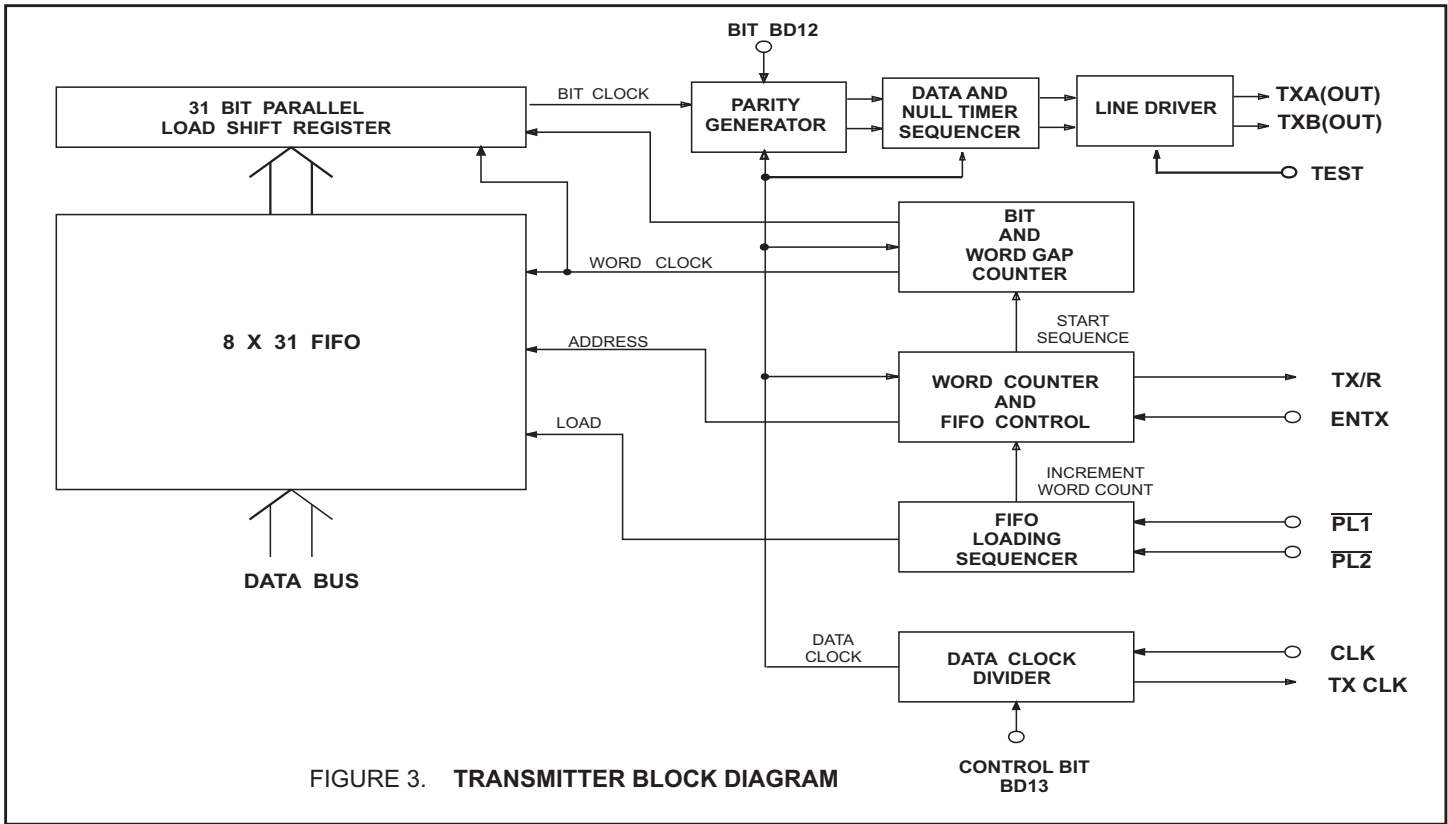 BIT BD12
31 BIT PARALLEL
LOAD SHIFT REGISTER
BIT CLOCK
PARITY
GENERATOR
DATA AND
NULL TIMER
SEQUENCER
LINE DRIVER
TXA(OUT)
TXB(OUT)
TEST
BIT
AND
WORD GAP
COUNTER
WORD CLOCK
START
SEQUENCE
8 X 31 FIFO
ADDRESS
WORD COUNTER
AND
FIFO CONTROL
TX/R
ENTX
LOAD
INCREMENT
WORD COUNT
FIFO
LOADING
SEQUENCER
P̅L̅1̅
P̅L̅2̅
DATA BUS
DATA
CLOCK
DATA CLOCK
DIVIDER
CLK
TX CLK
CONTROL BIT
BD13
FIGURE 3. TRANSMITTER BLOCK DIAGRAM